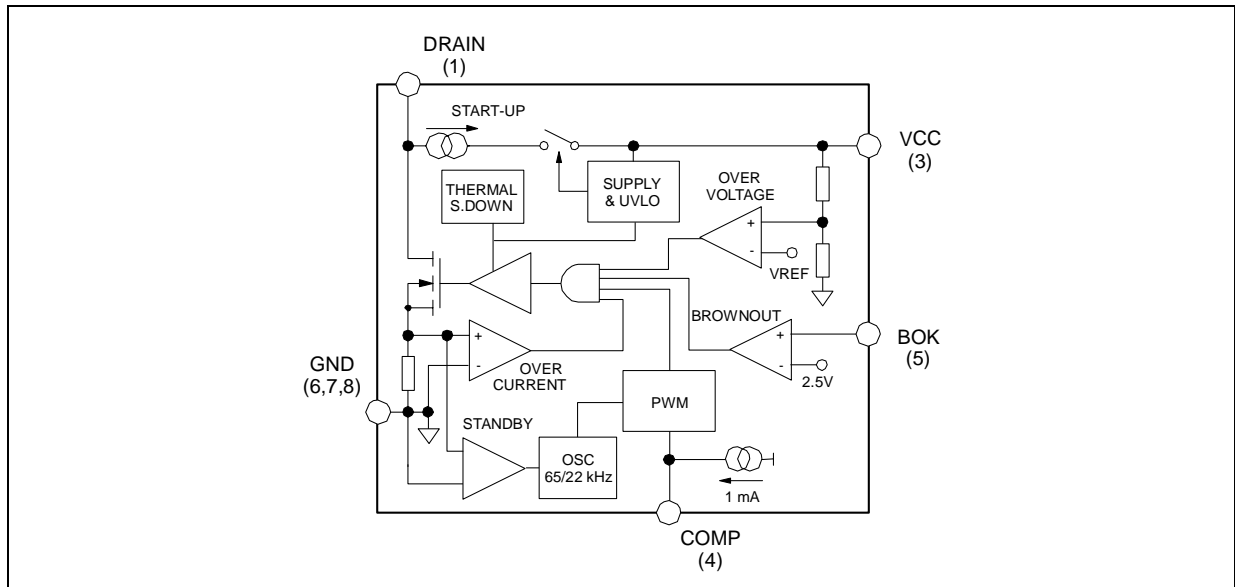 DRAIN
(1)
START-UP
VCC
(3)
THERMAL
S.DOWN
SUPPLY
& UVLO
OVER
VOLTAGE
+
-
VREF
BROWNOUT
+
-
2.5V
BOK
(5)
+
-
OVER
CURRENT
GND
(6,7,8)
STANDBY
PWM
OSC
65/22 kHz
1 mA
COMP
(4)